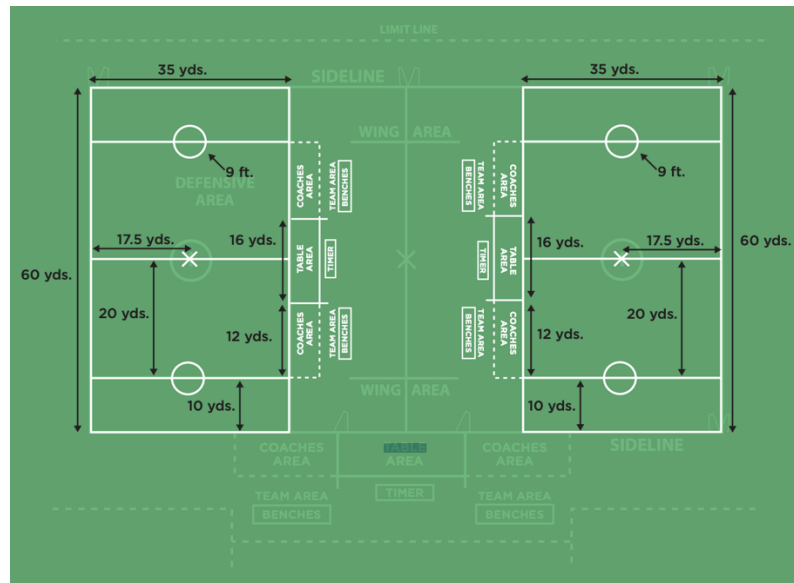 LIMIT LINE
35 yds.
SIDELINE
35 yds.
WING AREA
9 ft.
DEFENSIVE
AREA
COACHES
AREA
TEAM AREA
BENCHES
TEAM AREA
BENCHES
COACHES
AREA
9 ft.
17.5 yds.
16 yds.
TABLE
AREA
TIMER
TIMER
TABLE
AREA
16 yds.
17.5 yds.
60 yds.
60 yds.
20 yds.
12 yds.
COACHES
AREA
TEAM AREA
BENCHES
TEAM AREA
BENCHES
COACHES
AREA
12 yds.
20 yds.
10 yds.
WING AREA
10 yds.
COACHES
AREA
TABLE
AREA
COACHES
AREA
SIDELINE
TIMER
TEAM AREA
BENCHES
TEAM AREA
BENCHES